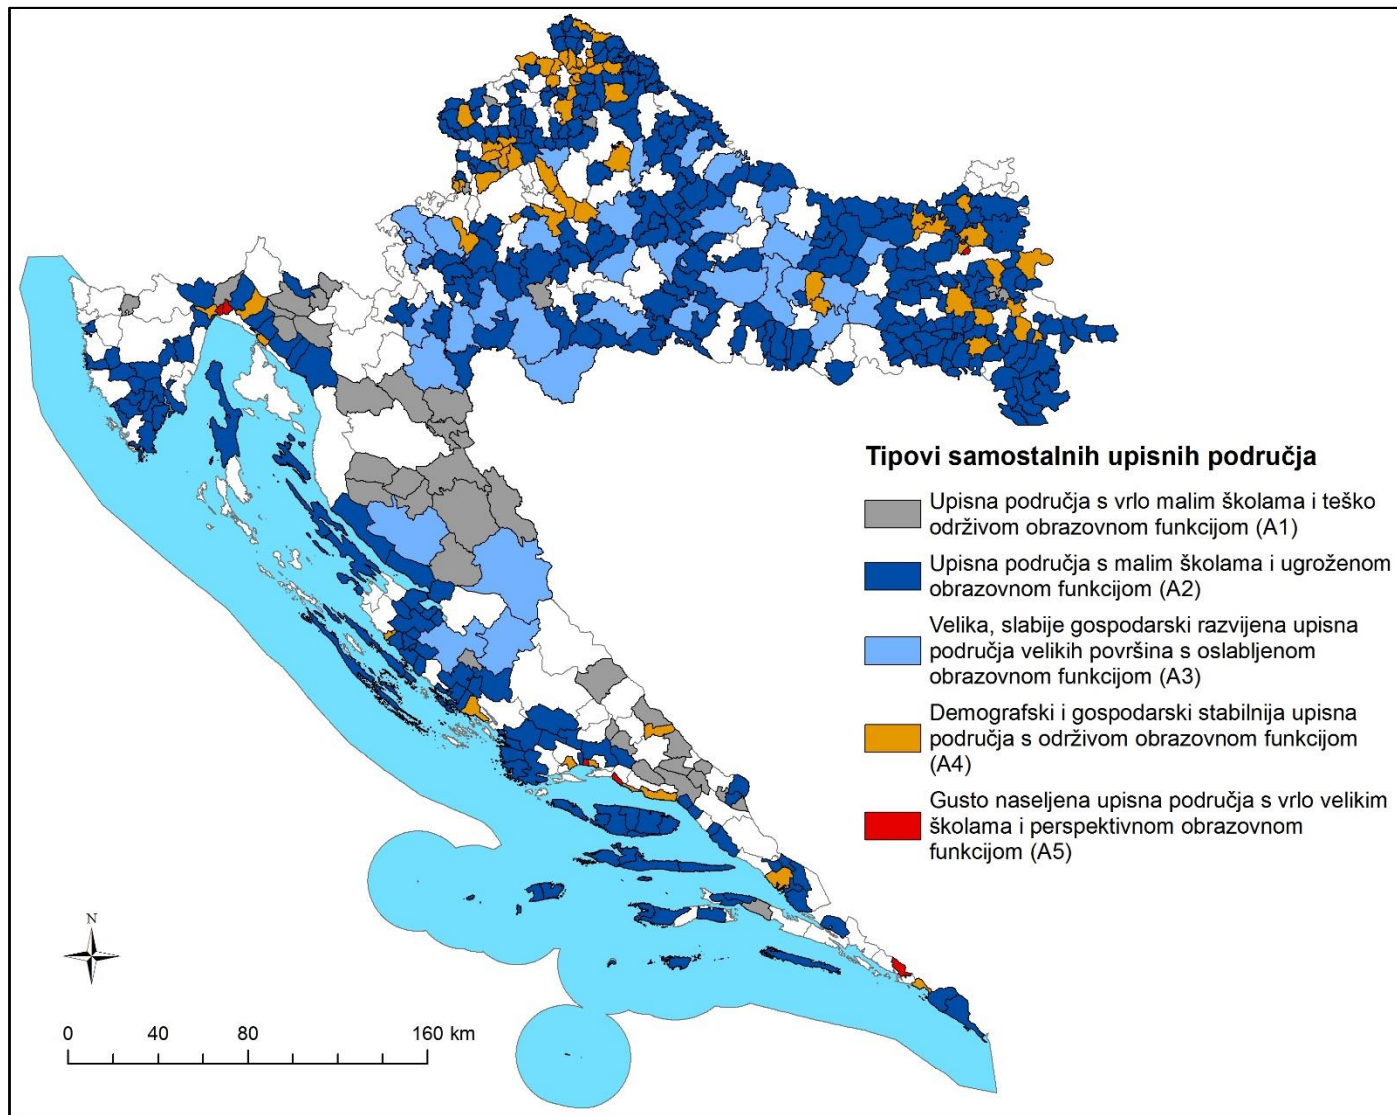 Tipovi samostalnih upisnih područja
Upisna područja s vrlo malim školama i teško
održivom obrazovnom funkcijom (A1)
Upisna područja s malim školama i ugroženom
obrazovnom funkcijom (A2)
Velika, slabije gospodarski razvijena upisna
područja velikih površina s oslabljenom
obrazovnom funkcijom (A3)
Demografski i gospodarski stabilnija upisna
područja s održivom obrazovnom funkcijom
(A4)
Gusto naseljena upisna područja s vrlo velikim
školama i perspektivnom obrazovnom
funkcijom (A5)
N
0 40 80 160 km